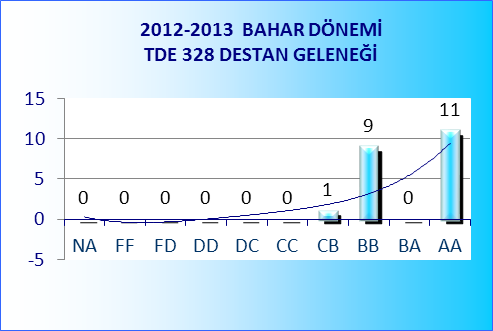 2012-2013 BAHAR DÖNEMİ
TDE 328 DESTAN GELENEĞİ
15
10
5
0
-5
0 0 0 0 0 0 1 9 0 11
NA FF FD DD DC CC CB BB BA AA